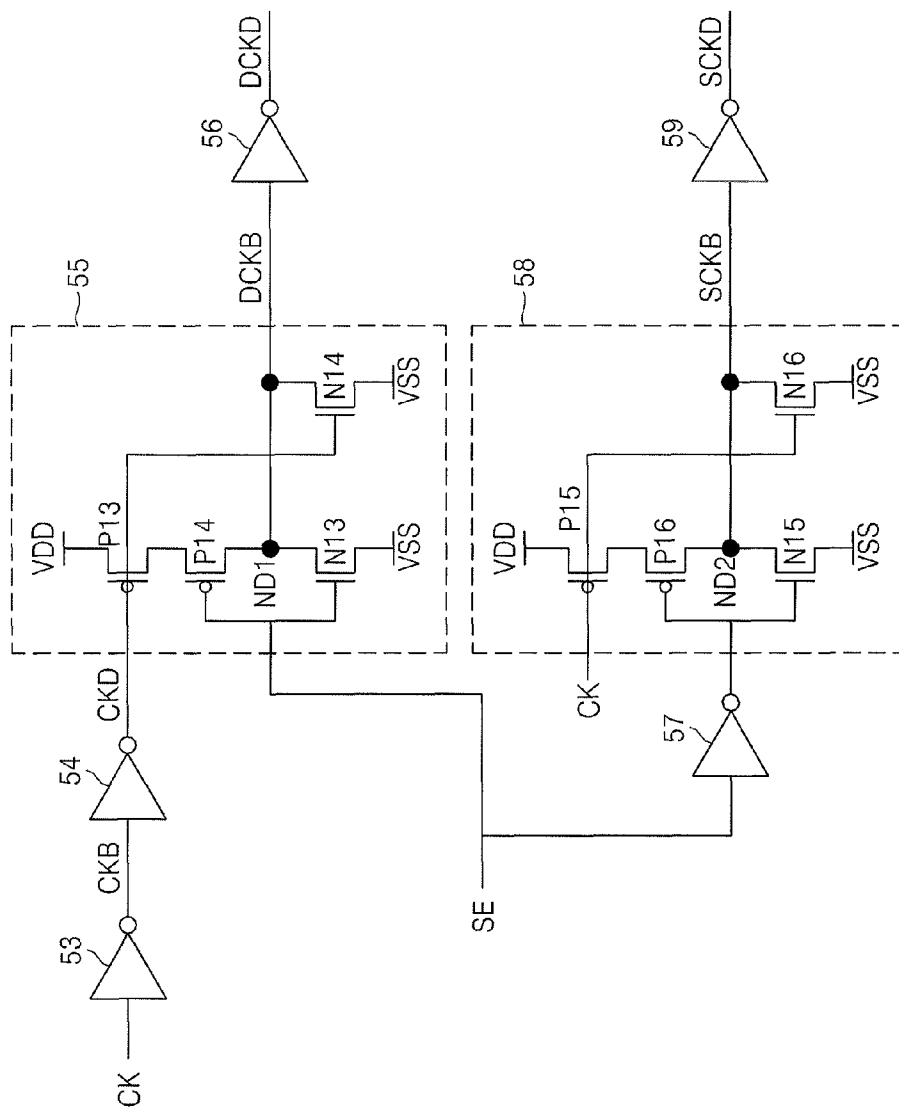 CK
53
CKB
54
CKD
55
VDD
P13
P14
ND1
N13
VSS
N14
VSS
DCKB
56
DCKD
SE
57
CK
58
VDD
P15
P16
ND2
N15
VSS
N16
VSS
SCKB
59
SCKD